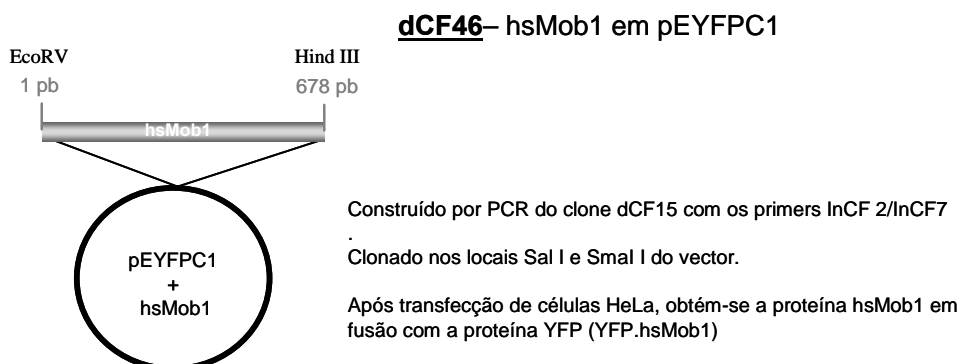 dCF46– hsMob1 em pEYFPC1
EcoRV
Hind III
1 pb
678 pb
hsMob1
pEYFPC1
+
hsMob1
Construído por PCR do clone dCF15 com os primers InCF 2/InCF7
.
Clonado nos locais Sal I e SmaI I do vector.
Após transfecção de células HeLa, obtém-se a proteína hsMob1 em
fusão com a proteína YFP (YFP.hsMob1)